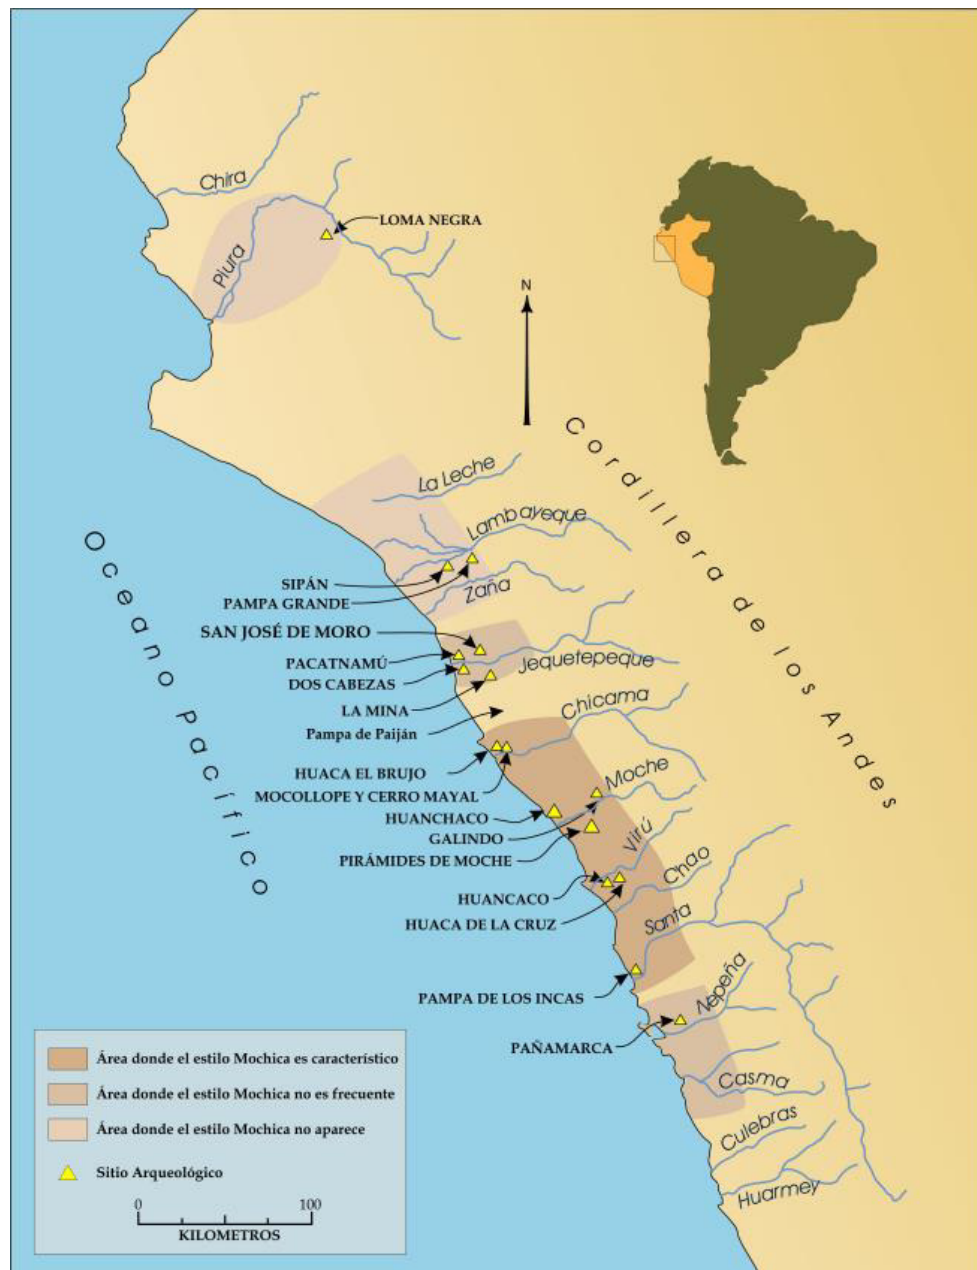 Chira
LOMA NEGRA
Piura
N
Cordillera de los Andes
La Leche
Lambayeque
Oceano Pacífico
SIPÁN
Zaña
PAMPA GRANDE
SAN JOSÉ DE MORO
PACATNAMÚ
Jequetepeque
DOS CABEZAS
LA MINA
Chicama
Pampa de Paiján
HUACA EL BRUJO
Moche
MOCOLLOPE Y CERRO MAYAL
HUANCHACO
Virú
GALINDO
PIRÁMIDES DE MOCHE
Chao
HUANCACO
HUACA DE LA CRUZ
Santa
Nepeña
PAMPA DE LOS INCAS
PAÑAMARCA
Casma
Culebras
Huarmey
Área donde el estilo Mochica es característico
Área donde el estilo Mochica no es frecuente
Área donde el estilo Mochica no aparece
Sitio Arqueológico
0 100
KILOMETROS